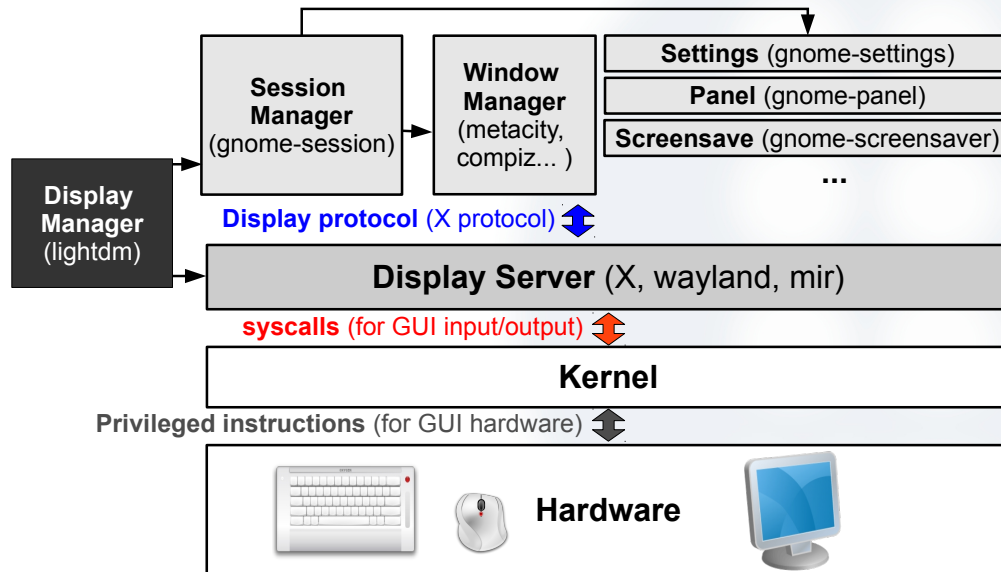 Session
Manager
(gnome-session)
Window
Manager
(metacity,
compiz... )
Settings (gnome-settings)
Panel (gnome-panel)
Screensave (gnome-screensaver)
...
Display
Manager
(lightdm)
Display protocol (X protocol)
Display Server (X, wayland, mir)
syscalls (for GUI input/output)
Kernel
Privileged instructions (for GUI hardware)
Hardware